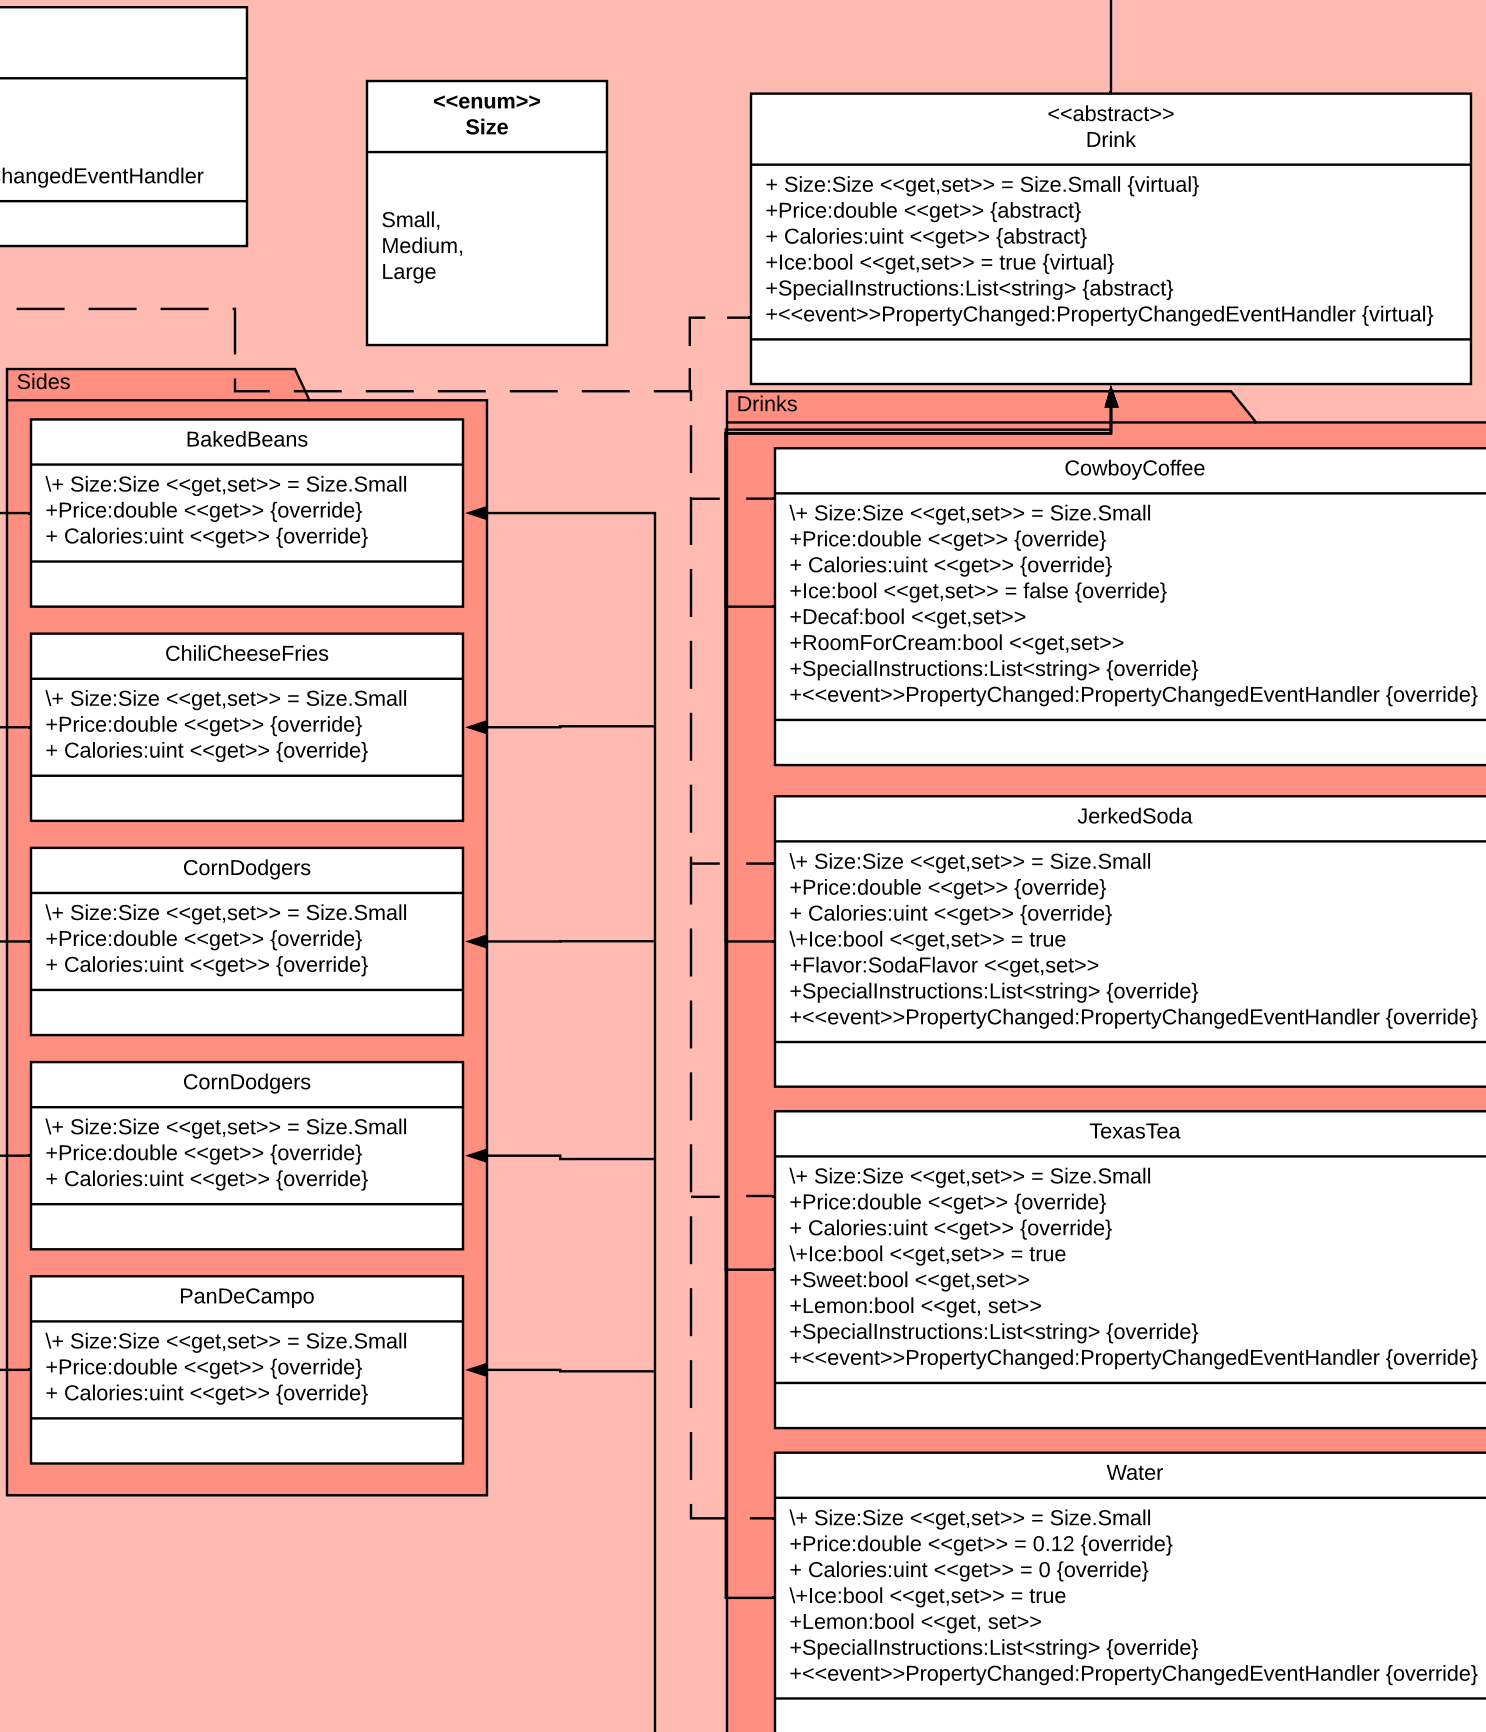 <<enum>>
Size
Small,
Medium,
Large
<<abstract>>
Drink
+ Size:Size <<get,set>> = Size.Small {virtual}
+Price:double <<get>> {abstract}
+ Calories:uint <<get>> {abstract}
+Ice:bool <<get,set>> = true {virtual}
+SpecialInstructions:List<string> {abstract}
+<<event>>PropertyChanged:PropertyChangedEventHandler {virtual}
hangedEventHandler
Sides
BakedBeans
\+ Size:Size <<get,set>> = Size.Small
+Price:double <<get>> {override}
+ Calories:uint <<get>> {override}
ChiliCheeseFries
\+ Size:Size <<get,set>> = Size.Small
+Price:double <<get>> {override}
+ Calories:uint <<get>> {override}
CornDodgers
\+ Size:Size <<get,set>> = Size.Small
+Price:double <<get>> {override}
+ Calories:uint <<get>> {override}
CornDodgers
\+ Size:Size <<get,set>> = Size.Small
+Price:double <<get>> {override}
+ Calories:uint <<get>> {override}
PanDeCampo
\+ Size:Size <<get,set>> = Size.Small
+Price:double <<get>> {override}
+ Calories:uint <<get>> {override}
Drinks
CowboyCoffee
\+ Size:Size <<get,set>> = Size.Small
+Price:double <<get>> {override}
+ Calories:uint <<get>> {override}
+Ice:bool <<get,set>> = false {override}
+Decaf:bool <<get,set>>
+RoomForCream:bool <<get,set>>
+SpecialInstructions:List<string> {override}
+<<event>>PropertyChanged:PropertyChangedEventHandler {override}
JerkedSoda
\+ Size:Size <<get,set>> = Size.Small
+Price:double <<get>> {override}
+ Calories:uint <<get>> {override}
\+Ice:bool <<get,set>> = true
+Flavor:SodaFlavor <<get,set>>
+SpecialInstructions:List<string> {override}
+<<event>>PropertyChanged:PropertyChangedEventHandler {override}
TexasTea
\+ Size:Size <<get,set>> = Size.Small
+Price:double <<get>> {override}
+ Calories:uint <<get>> {override}
\+Ice:bool <<get,set>> = true
+Sweet:bool <<get,set>>
+Lemon:bool <<get, set>>
+SpecialInstructions:List<string> {override}
+<<event>>PropertyChanged:PropertyChangedEventHandler {override}
Water
\+ Size:Size <<get,set>> = Size.Small
+Price:double <<get>> = 0.12 {override}
+ Calories:uint <<get>> = 0 {override}
\+Ice:bool <<get,set>> = true
+Lemon:bool <<get, set>>
+SpecialInstructions:List<string> {override}
+<<event>>PropertyChanged:PropertyChangedEventHandler {override}